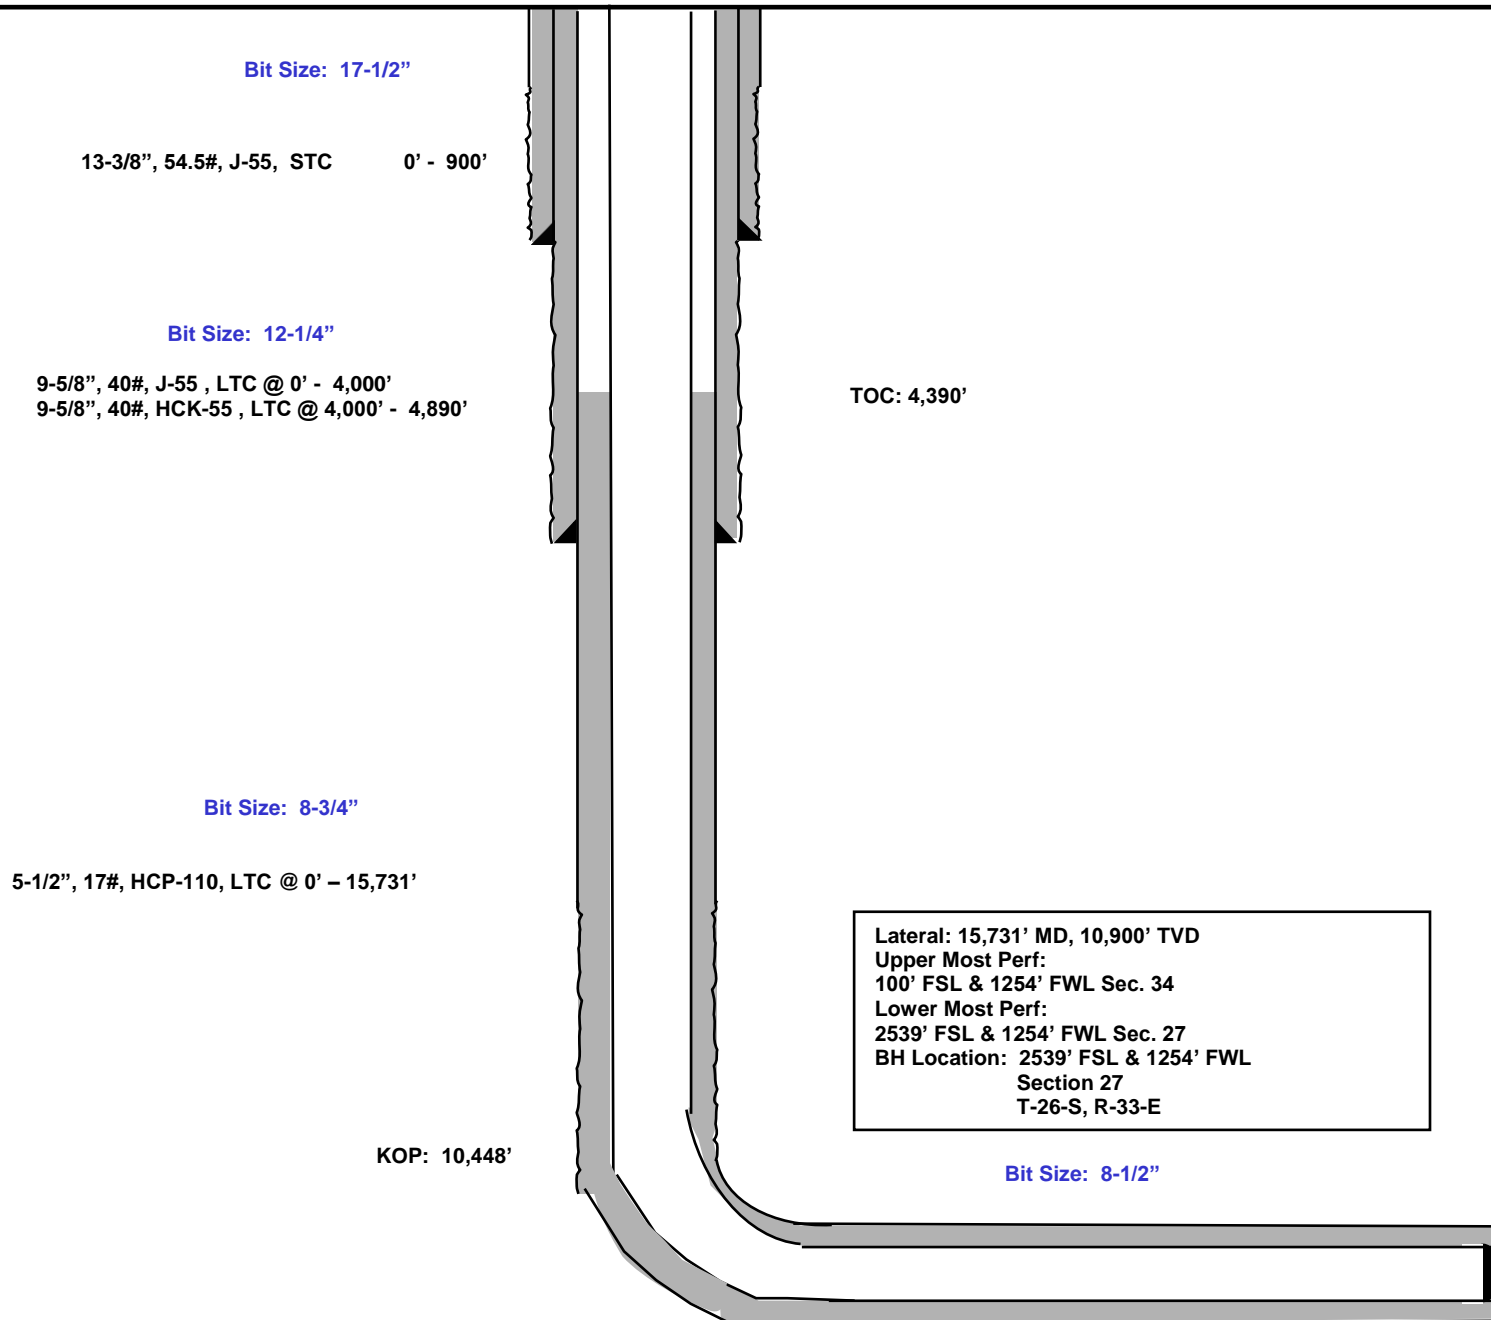 Bit Size: 17-1/2”
13-3/8”, 54.5#, J-55, STC 0’ - 900’
Bit Size: 12-1/4”
9-5/8”, 40#, J-55 , LTC @ 0’ - 4,000’
9-5/8”, 40#, HCK-55 , LTC @ 4,000’ - 4,890’
TOC: 4,390’
Bit Size: 8-3/4”
5-1/2”, 17#, HCP-110, LTC @ 0’ – 15,731’
Lateral: 15,731’ MD, 10,900’ TVD
Upper Most Perf:
100’ FSL & 1254’ FWL Sec. 34
Lower Most Perf:
2539’ FSL & 1254’ FWL Sec. 27
BH Location: 2539’ FSL & 1254’ FWL
Section 27
T-26-S, R-33-E
KOP: 10,448’
Bit Size: 8-1/2”